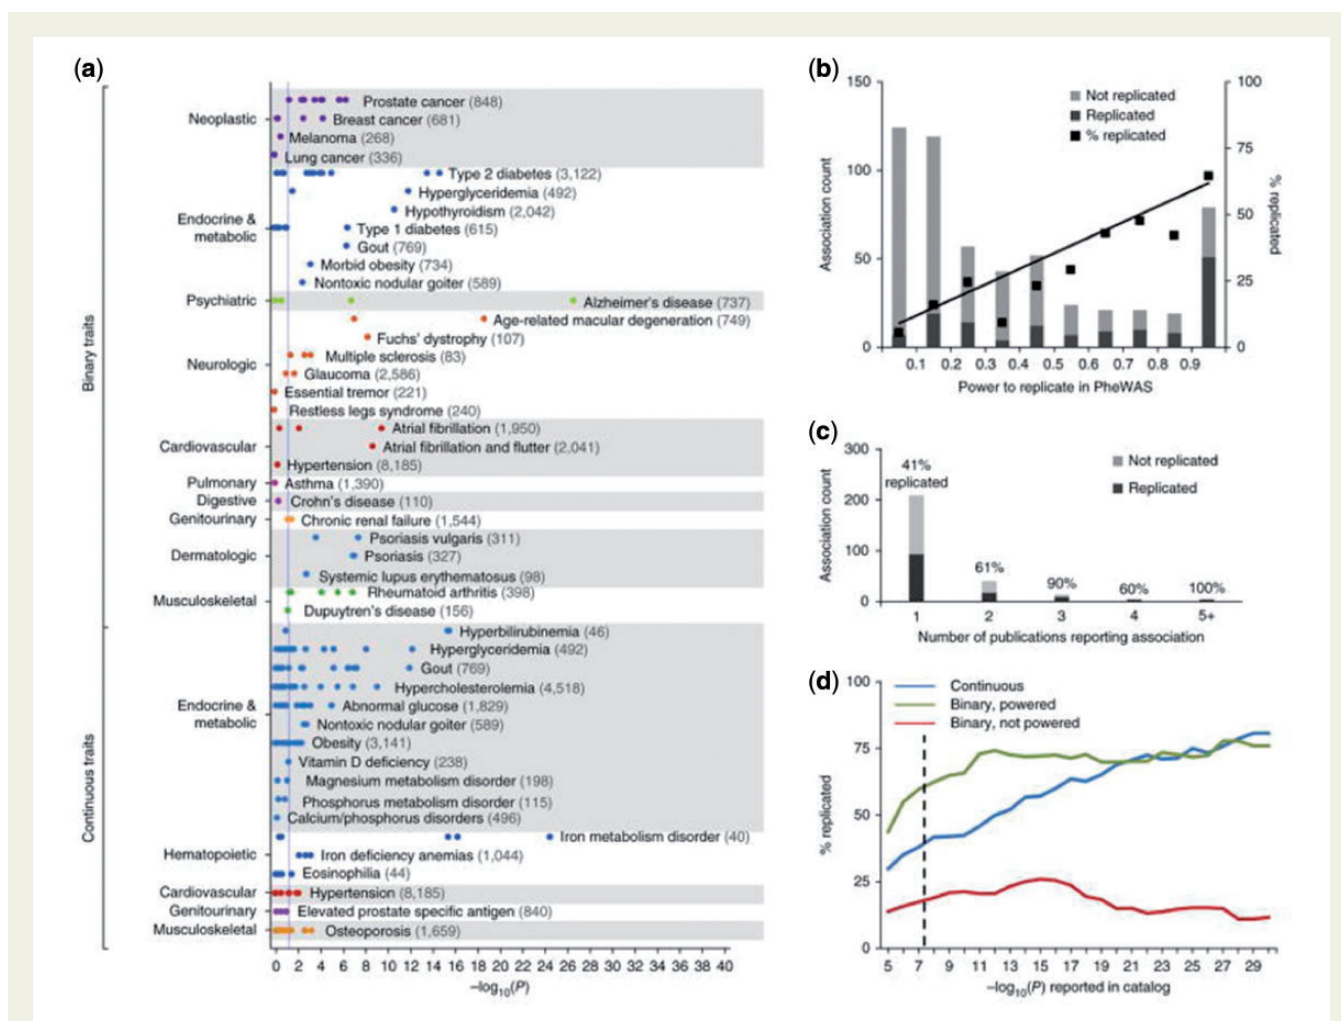 (a)
Binary traits
Continuous traits
Neoplastic
Prostate cancer (848)
Breast cancer (681)
Melanoma (268)
Lung cancer (336)
Endocrine &
metabolic
Type 2 diabetes (3,122)
Hyperglyceridemia (492)
Hypothyroidism (2,042)
Type 1 diabetes (615)
Gout (769)
Morbid obesity (734)
Nontoxic nodular goiter (589)
Psychiatric
Alzheimer's disease (737)
Neurologic
Age-related macular degeneration (749)
Fuchs' dystrophy (107)
Multiple sclerosis (83)
Glaucoma (2,586)
Essential tremor (221)
Restless legs syndrome (240)
Cardiovascular
Atrial fibrillation (1,950)
Atrial fibrillation and flutter (2,041)
Hypertension (8,185)
Pulmonary
Asthma (1,390)
Digestive
Crohn's disease (110)
Genitourinary
Chronic renal failure (1,544)
Dermatologic
Psoriasis vulgaris (311)
Psoriasis (327)
Systemic lupus erythematosus (98)
Musculoskeletal
Rheumatoid arthritis (398)
Dupuytren's disease (156)
Endocrine &
metabolic
Hyperbilirubinemia (46)
Hyperglyceridemia (492)
Gout (769)
Hypercholesterolemia (4,518)
Abnormal glucose (1,829)
Nontoxic nodular goiter (589)
Obesity (3,141)
Vitamin D deficiency (238)
Magnesium metabolism disorder (198)
Phosphorus metabolism disorder (115)
Calcium/phosphorus disorders (496)
Hematopoietic
Iron metabolism disorder (40)
Iron deficiency anemias (1,044)
Eosinophilia (44)
Cardiovascular
Hypertension (8,185)
Genitourinary
Elevated prostate specific antigen (840)
Musculoskeletal
Osteoporosis (1,659)
0 2 4 6 8 10 12 14 16 18 20 22 24 26 28 30 32 34 36 38 40
–log10(P)
(b)
150
100
50
0
Association count
Not replicated
Replicated
% replicated
100
75
50
25
0
% replicated
0.1 0.2 0.3 0.4 0.5 0.6 0.7 0.8 0.9
Power to replicate in PheWAS
(c)
300
200
100
0
Association count
41%
replicated
61%
90%
60%
100%
Not replicated
Replicated
1 2 3 4 5+
Number of publications reporting association
(d)
100
75
50
25
0
% replicated
Continuous
Binary, powered
Binary, not powered
5 7 9 11 13 15 17 19 21 23 25 27 29
–log10(P) reported in catalog